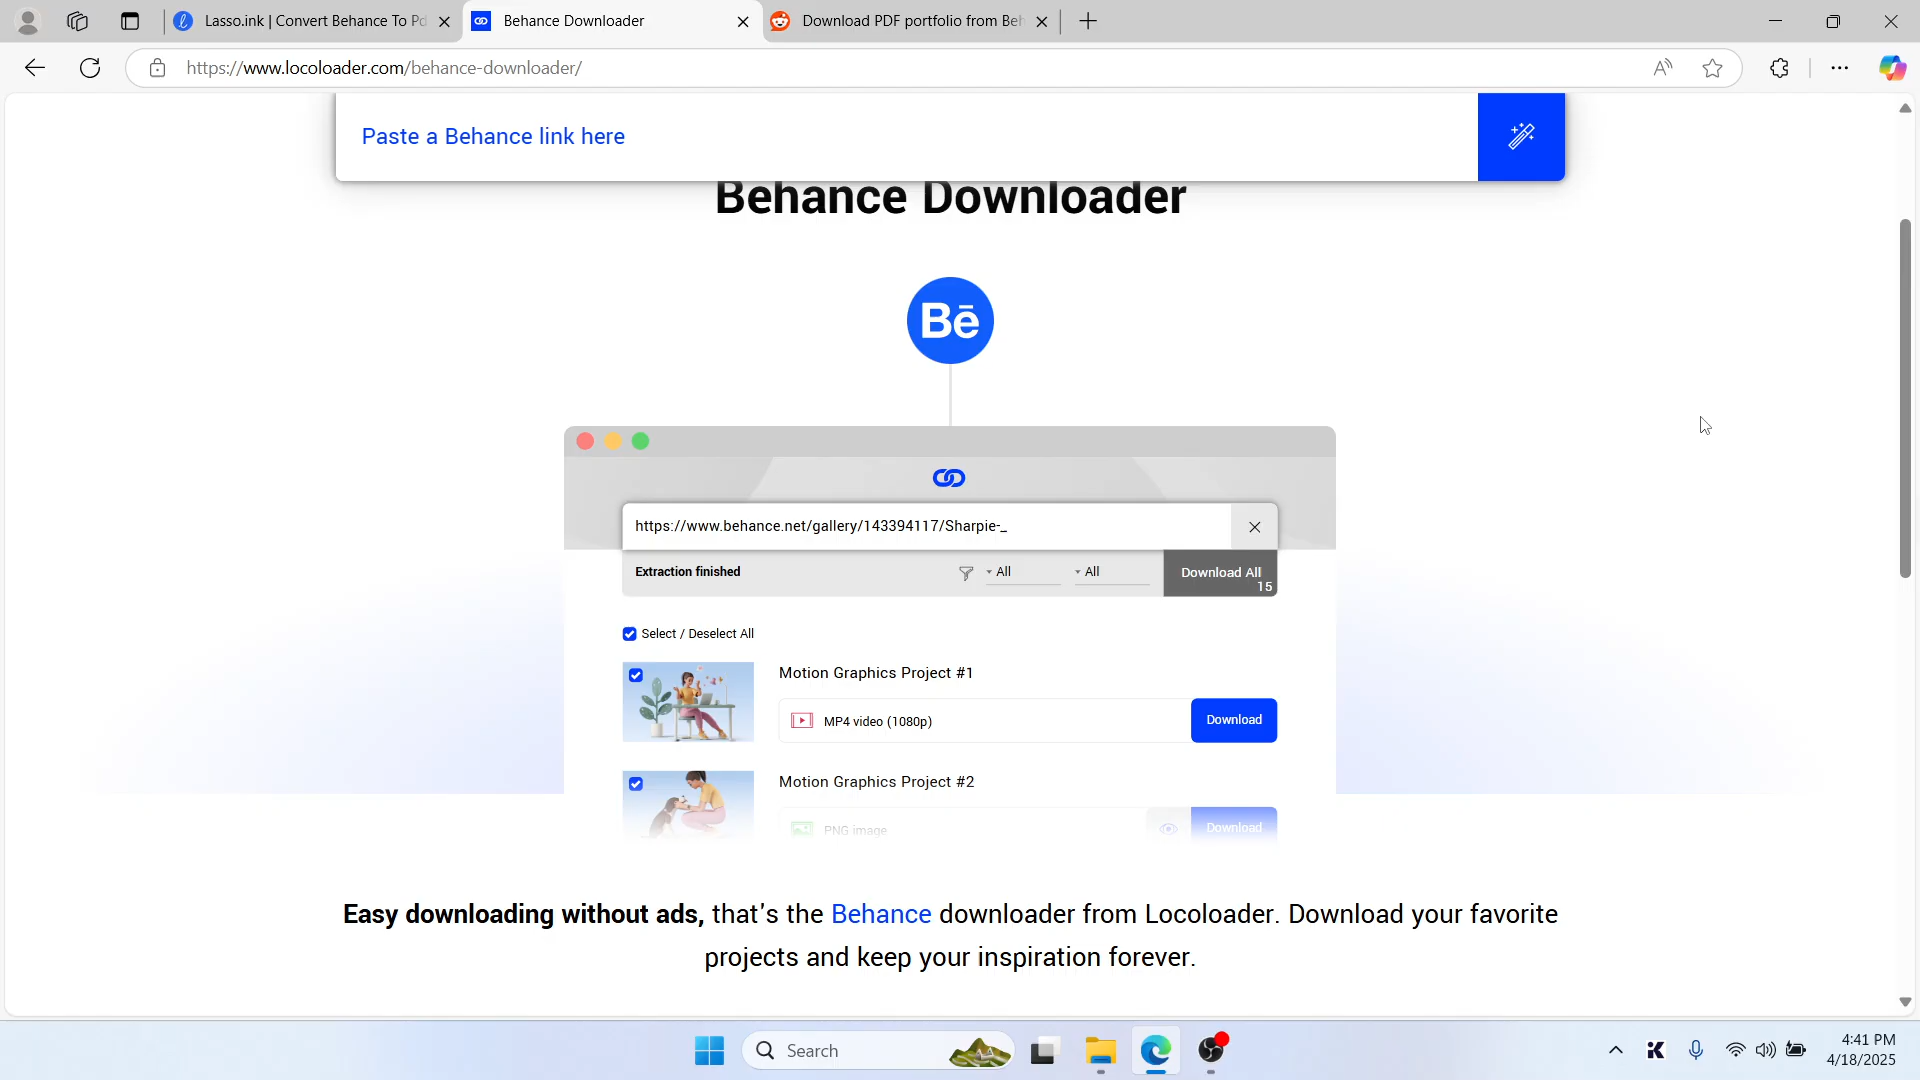 Lasso.ink | Convert Behance To Pd
Behance Downloader
Download PDF portfolio from Beh
https://www.locoloader.com/behance-downloader/
Paste a Behance link here
Behance Downloader
Bē
https://www.behance.net/gallery/143394117/Sharpie-_
Extraction finished
All
All
Download All
15
Select / Deselect All
Motion Graphics Project #1
MP4 video (1080p)
Download
Motion Graphics Project #2
PNG image
Download
Easy downloading without ads, that's the Behance downloader from Locoloader. Download your favorite
projects and keep your inspiration forever.
Search
4:41 PM
4/18/2025